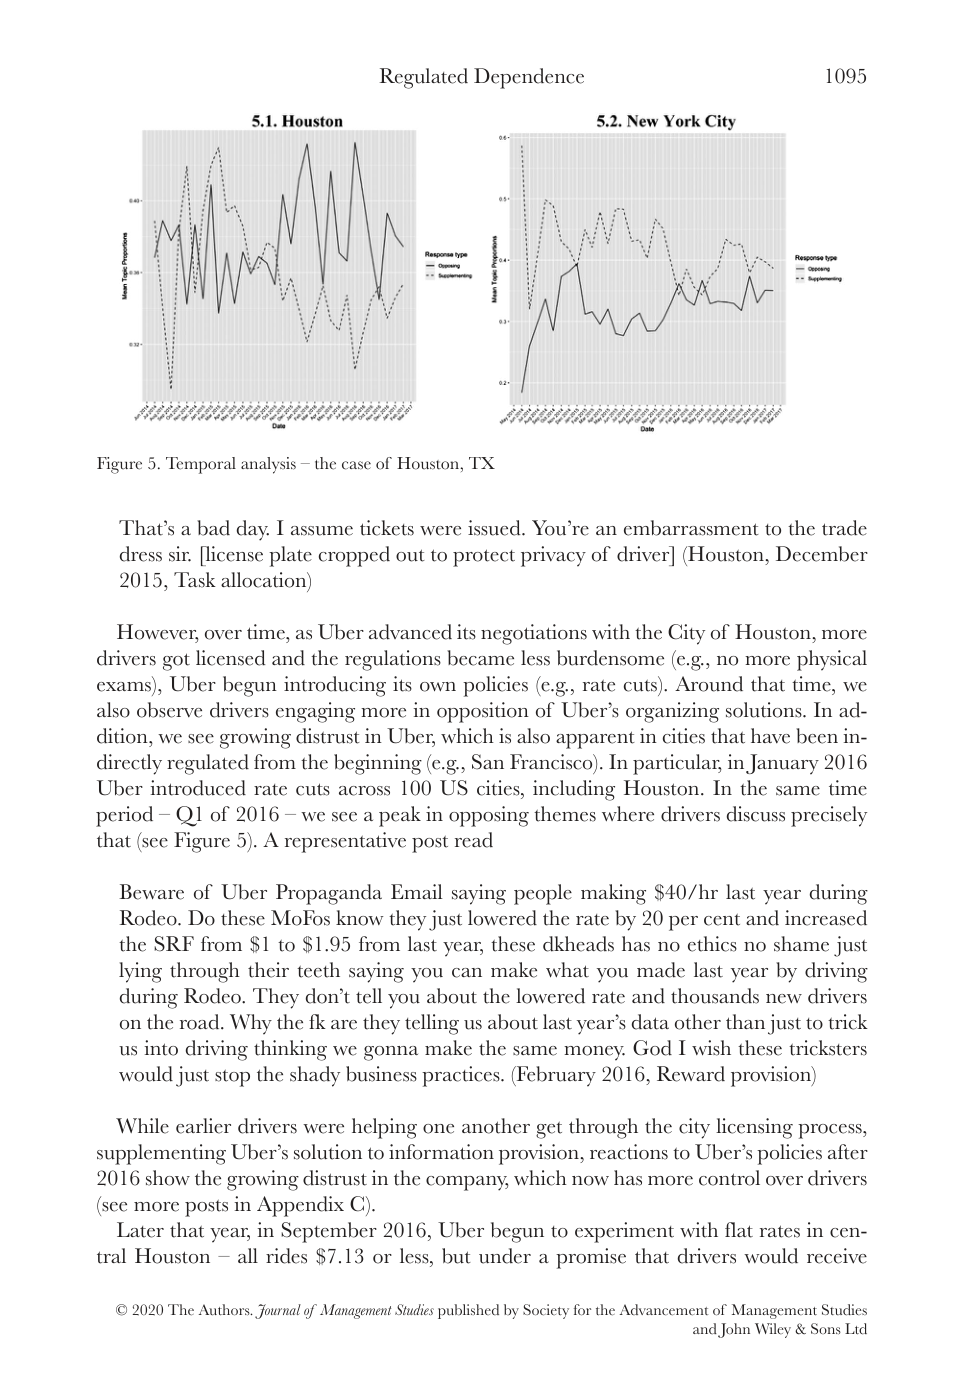 Regulated Dependence 1095
5.1. Houston
5.2. New York City
Mean Topic Proportions
0.40
0.36
0.32
Date
Response type
Opposing
Supplementing
Mean Topic Proportions
0.6
0.5
0.4
0.3
0.2
Date
Response type
Opposing
Supplementing
Figure 5. Temporal analysis – the case of Houston, TX
That’s a bad day. I assume tickets were issued. You’re an embarrassment to the trade
dress sir. [license plate cropped out to protect privacy of driver] (Houston, December
2015, Task allocation)
However, over time, as Uber advanced its negotiations with the City of Houston, more
drivers got licensed and the regulations became less burdensome (e.g., no more physical
exams), Uber begun introducing its own policies (e.g., rate cuts). Around that time, we
also observe drivers engaging more in opposition of Uber’s organizing solutions. In ad-
dition, we see growing distrust in Uber, which is also apparent in cities that have been in-
directly regulated from the beginning (e.g., San Francisco). In particular, in January 2016
Uber introduced rate cuts across 100 US cities, including Houston. In the same time
period – Q1 of 2016 – we see a peak in opposing themes where drivers discuss precisely
that (see Figure 5). A representative post read
Beware of Uber Propaganda Email saying people making $40/hr last year during
Rodeo. Do these MoFos know they just lowered the rate by 20 per cent and increased
the SRF from $1 to $1.95 from last year, these dkheads has no ethics no shame just
lying through their teeth saying you can make what you made last year by driving
during Rodeo. They don’t tell you about the lowered rate and thousands new drivers
on the road. Why the fk are they telling us about last year’s data other than just to trick
us into driving thinking we gonna make the same money. God I wish these tricksters
would just stop the shady business practices. (February 2016, Reward provision)
While earlier drivers were helping one another get through the city licensing process,
supplementing Uber’s solution to information provision, reactions to Uber’s policies after
2016 show the growing distrust in the company, which now has more control over drivers
(see more posts in Appendix C).
Later that year, in September 2016, Uber begun to experiment with flat rates in cen-
tral Houston – all rides $7.13 or less, but under a promise that drivers would receive
© 2020 The Authors. Journal of Management Studies published by Society for the Advancement of Management Studies
and John Wiley & Sons Ltd